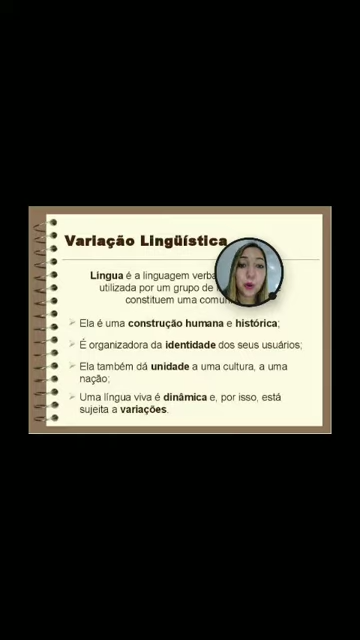 Variação Lingüística
Língua é a linguagem
utilizada por um grupo de
constituem uma
Ela é uma construção humana e histórica;
É organizadora da identidade dos seus usuários;
Ela também dá unidade a uma cultura, a uma
nação;
Uma língua viva é dinâmica e, por isso, está
sujeita a variações.